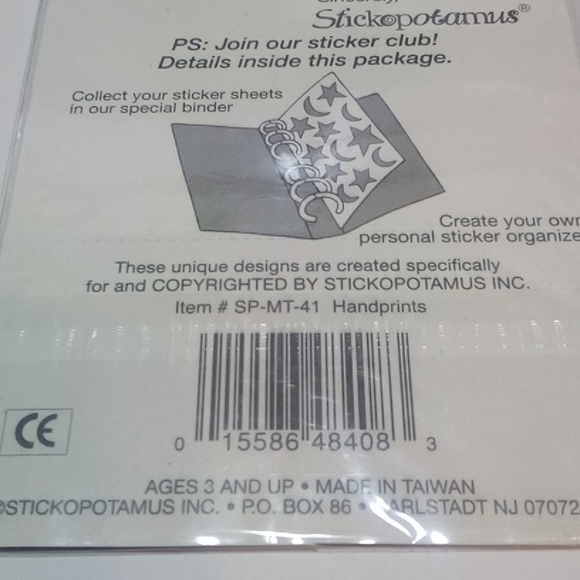 Sincerely,
Stickopotamus®
PS: Join our sticker club!
Details inside this package.
Collect your sticker sheets
in our special binder
Create your own
personal sticker organize
These unique designs are created specifically
for and COPYRIGHTED BY STICKOPOTAMUS INC.
Item # SP-MT-41 Handprints
CE
0 15586 48408 3
AGES 3 AND UP • MADE IN TAIWAN
©STICKOPOTAMUS INC. • P.O. BOX 86 • ARLSTADT NJ 07072